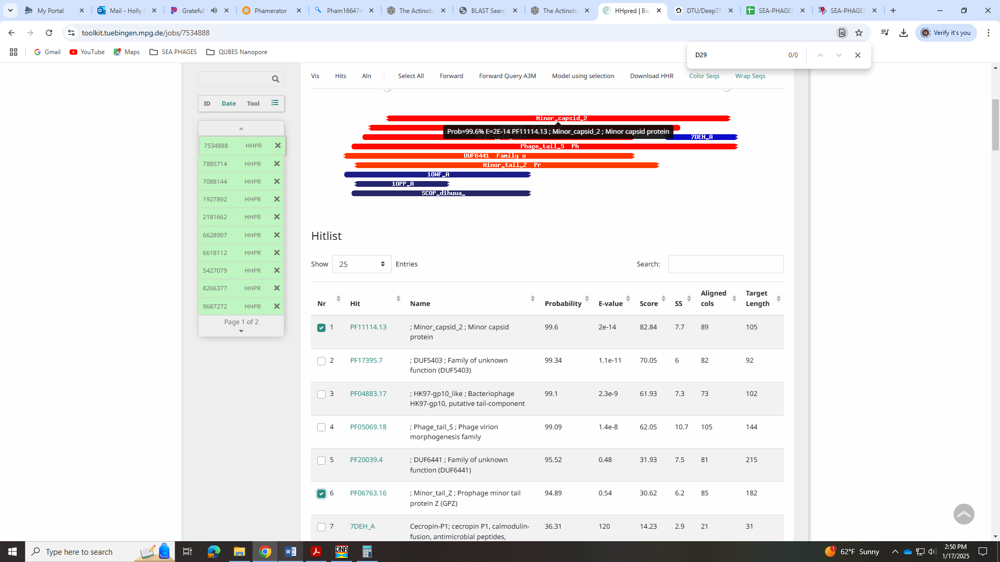 My Portal
Mail - Holly
Grateful
Phamerator
Pham166474
The Actinoba
BLAST Searc
The Actinoba
HHpred | Bio
DTU/DeepTM
SEA-PHAGES
SEA-PHAGES
toolkit.tuebingen.mpg.de/jobs/7534888
Verify it's you
Gmail
YouTube
Maps
SEA PHAGES
QUBES Nanopore
D29 0/0
Vis Hits Aln Select All Forward Forward Query A3M Model using selection Download HHR Color Seqs Wrap Seqs
ID Date Tool
7534888 HHPR
7885714 HHPR
7088144 HHPR
1927892 HHPR
2181662 HHPR
6628907 HHPR
6618112 HHPR
5427079 HHPR
8266377 HHPR
9687272 HHPR
Page 1 of 2
Minor_capsid_2
Prob=99.6% E=2E-14 PF11114.13 ; Minor_capsid_2 ; Minor capsid protein
7DEH_A
Phage_tail_S Ph
DUF6441 Family o
Minor_tail_Z Pr
1OWF_A
1OPP_A
SCOP_d1huua_
Hitlist
Show 25 Entries
Search:
Nr Hit Name Probability E-value Score SS Aligned cols Target Length
1 PF11114.13 ; Minor_capsid_2 ; Minor capsid protein 99.6 2e-14 82.84 7.7 89 105
2 PF17395.7 ; DUF5403 ; Family of unknown function (DUF5403) 99.34 1.1e-11 70.05 6 82 92
3 PF04883.17 ; HK97-gp10_like ; Bacteriophage HK97-gp10, putative tail-component 99.1 2.3e-9 61.93 7.3 73 102
4 PF05069.18 ; Phage_tail_S ; Phage virion morphogenesis family 99.09 1.4e-8 62.05 10.7 105 144
5 PF20039.4 ; DUF6441 ; Family of unknown function (DUF6441) 95.52 0.48 31.93 7.5 81 215
6 PF06763.16 ; Minor_tail_Z ; Prophage minor tail protein Z (GPZ) 94.89 0.54 30.62 6.2 85 182
7 7DEH_A Cecropin-P1; cecropin P1, calmodulin-fusion, antimicrobial peptides, 36.31 120 14.23 2.9 21 31
Type here to search
62°F Sunny
2:50 PM
1/17/2025